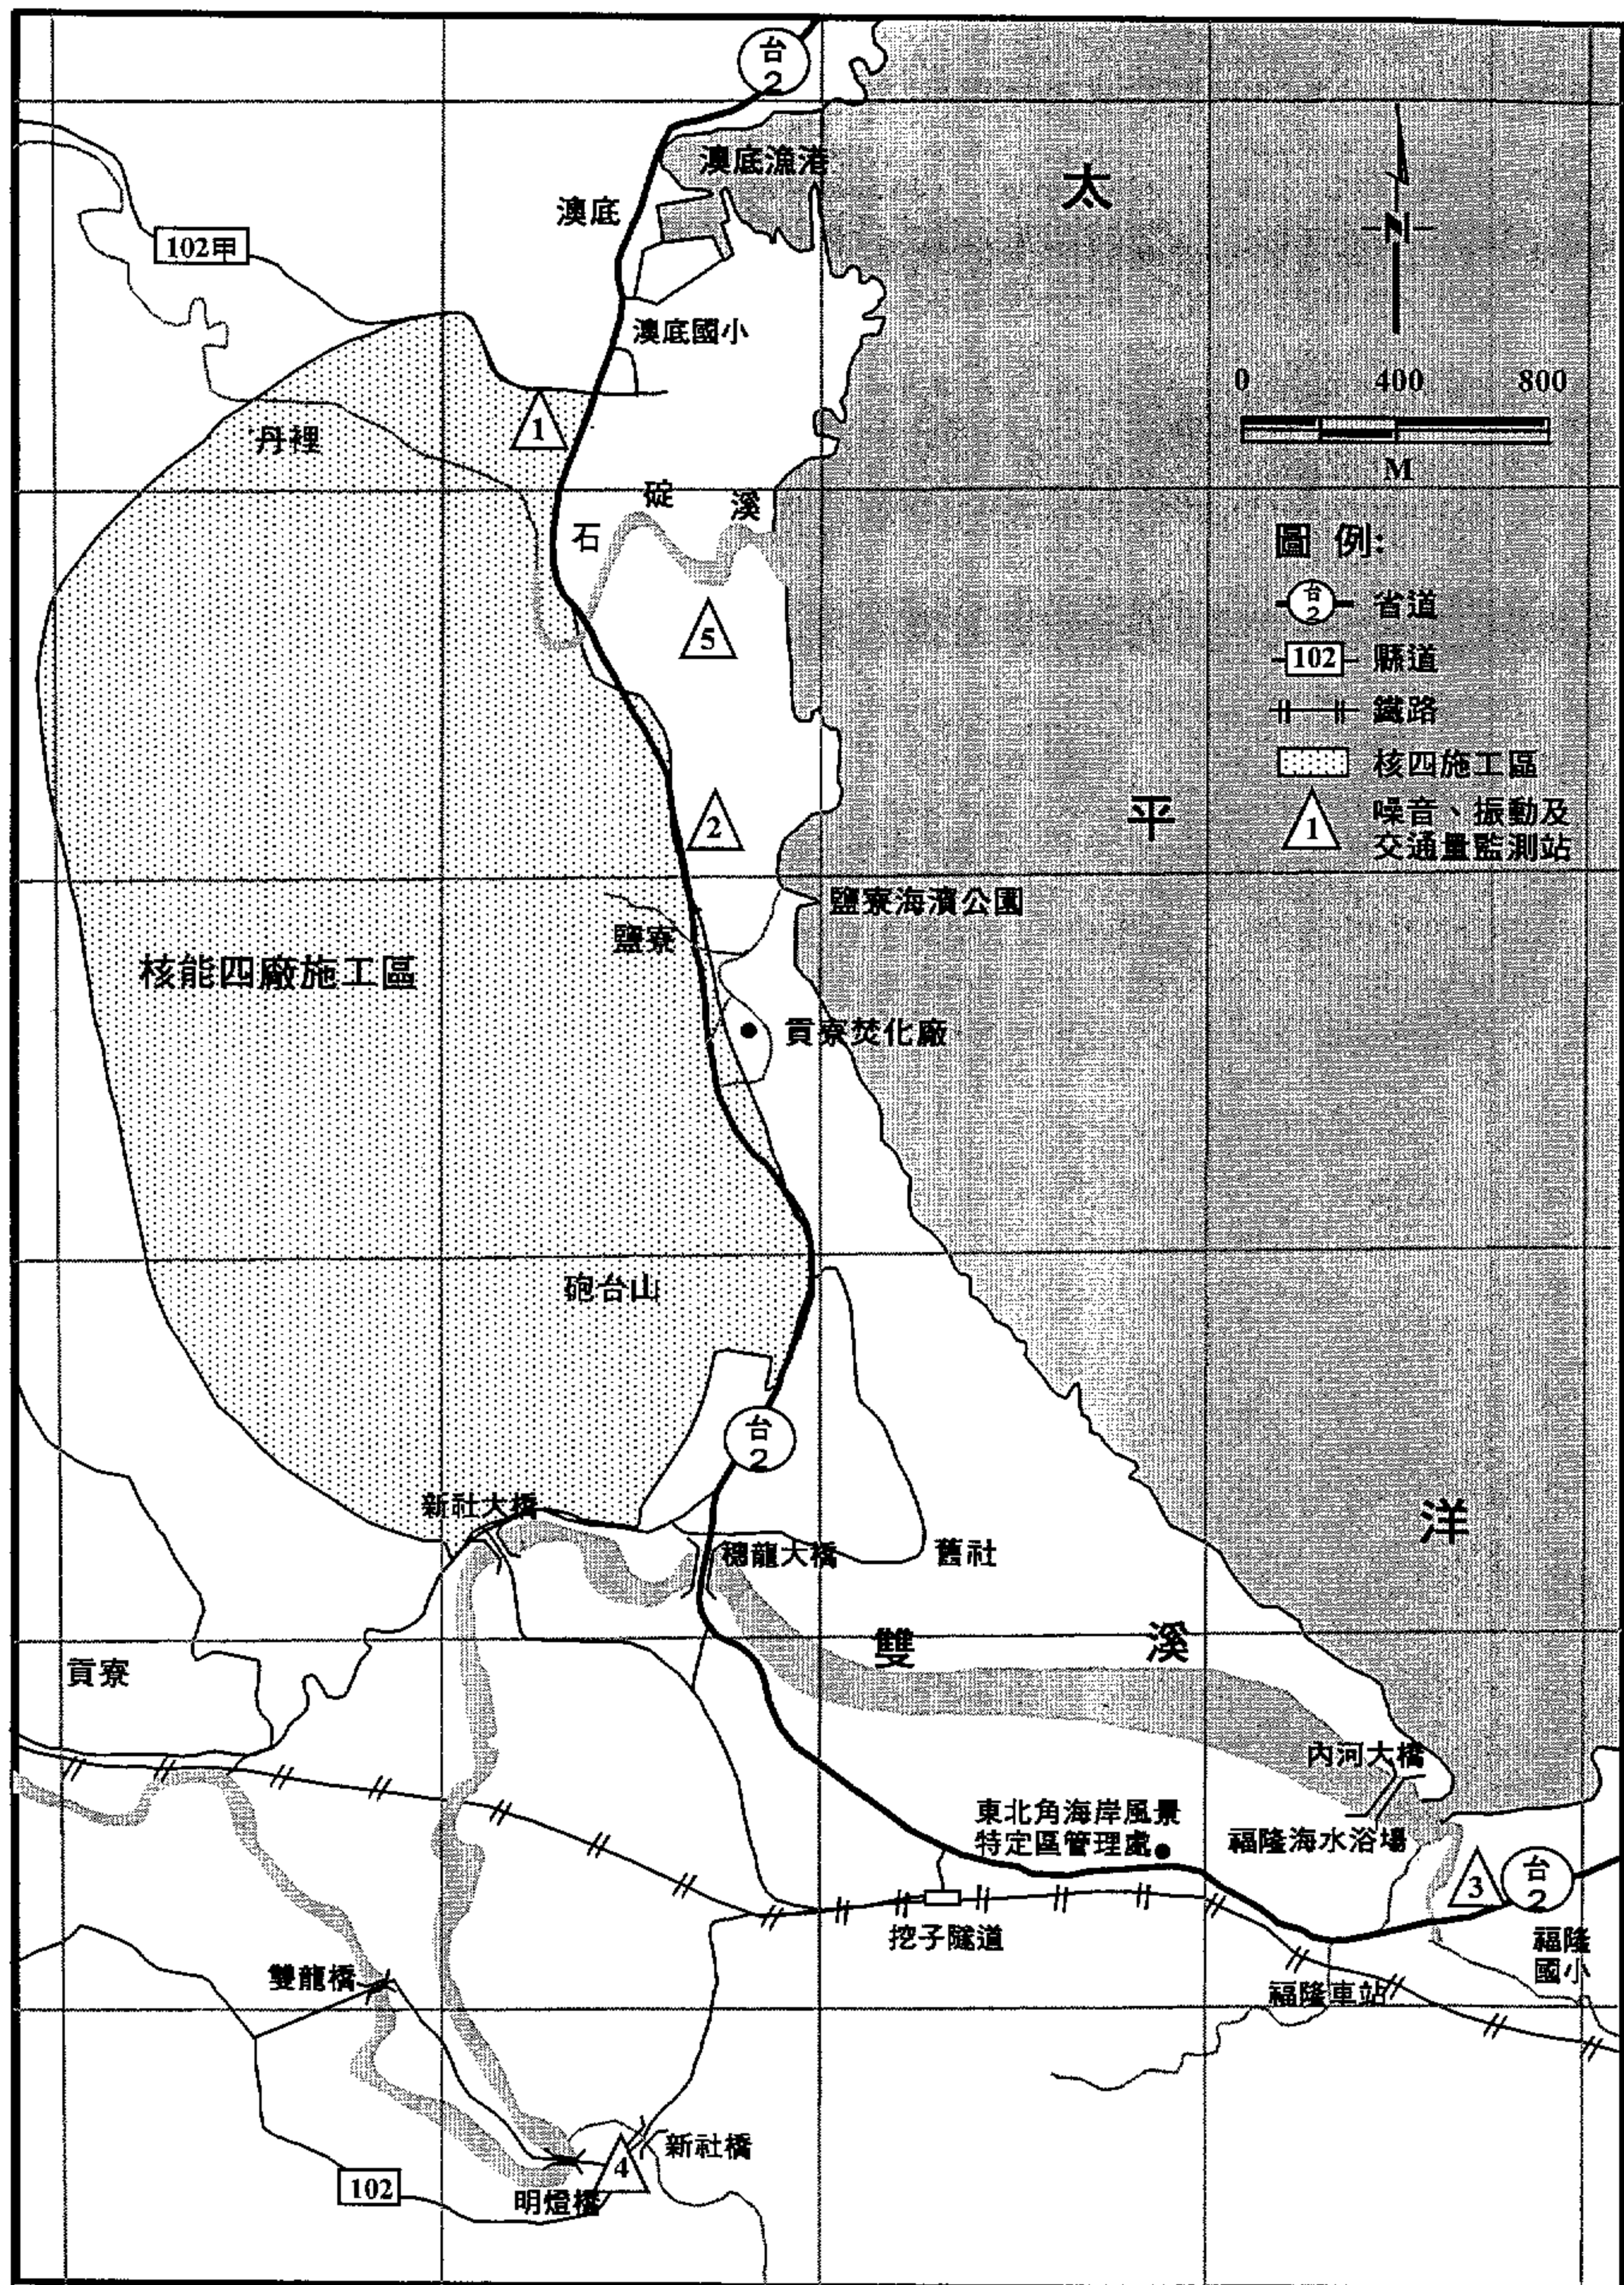 台
2
澳底漁港
太
澳底
N
102甲
澳底國小
0 400 800
M
1
丹裡
碇
溪
石
圖 例:
台
2
省道
102
縣道
5
鐵路
核四施工區
平
2
1
噪音、振動及
交通量監測站
鹽寮海濱公園
鹽寮
核能四廠施工區
貢寮焚化廠
砲台山
台
2
新社大橋
洋
德龍大橋
舊社
雙
溪
貢寮
內河大橋
東北角海岸風景
特定區管理處
福隆海水浴場
3
台
2
挖子隧道
福隆
國小
雙龍橋
福隆車站
新社橋
4
102
明燈橋